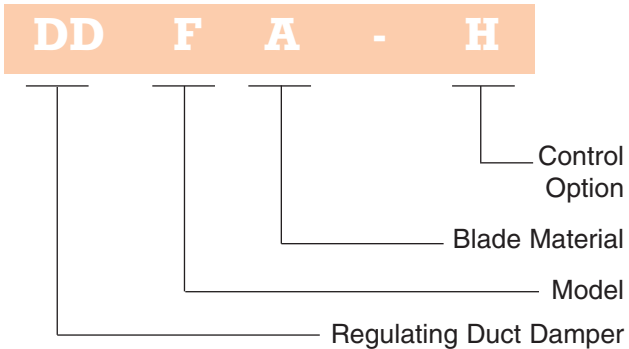 DD F A - H
Control
Option
Blade Material
Model
Regulating Duct Damper